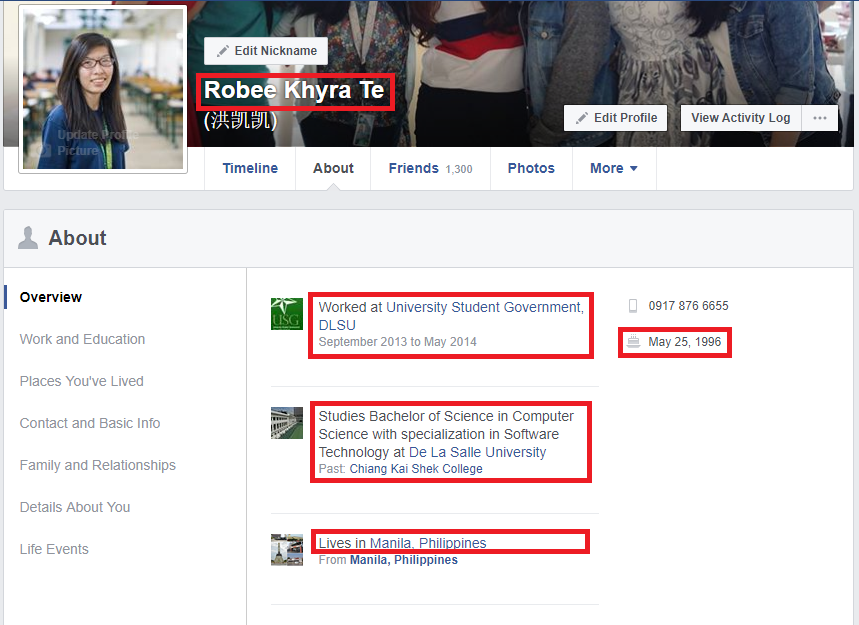 Edit Nickname
Robee Khyra Te
(洪凯凯)
Update Profile
Picture
Edit Profile
View Activity Log
Timeline
About
Friends 1,300
Photos
More
About
Overview
Work and Education
Places You've Lived
Contact and Basic Info
Family and Relationships
Details About You
Life Events
USG
Worked at University Student Government,
DLSU
September 2013 to May 2014
Studies Bachelor of Science in Computer
Science with specialization in Software
Technology at De La Salle University
Past: Chiang Kai Shek College
Lives in Manila, Philippines
From Manila, Philippines
0917 876 6655
May 25, 1996